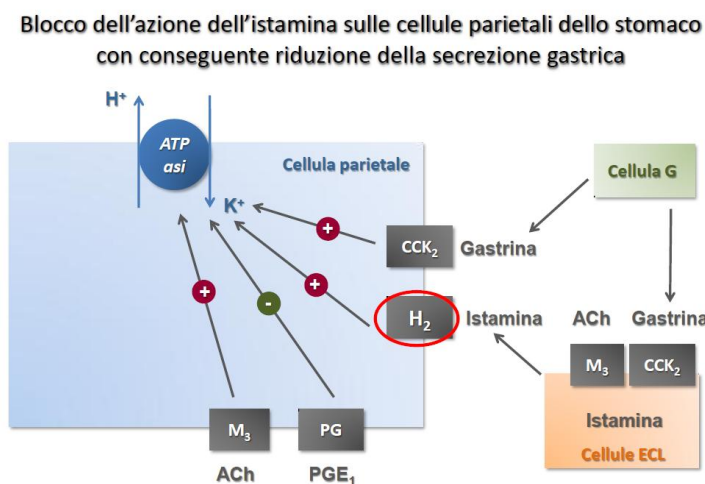 Blocco dell'azione dell'istamina sulle cellule parietali dello stomaco
con conseguente riduzione della secrezione gastrica
H⁺
ATP
asi
Cellula parietale
Cellula G
K⁺
+
CCK₂
Gastrina
+
+
-
H₂
Istamina
ACh
Gastrina
M₃
CCK₂
Istamina
Cellule ECL
M₃
PG
ACh
PGE₁